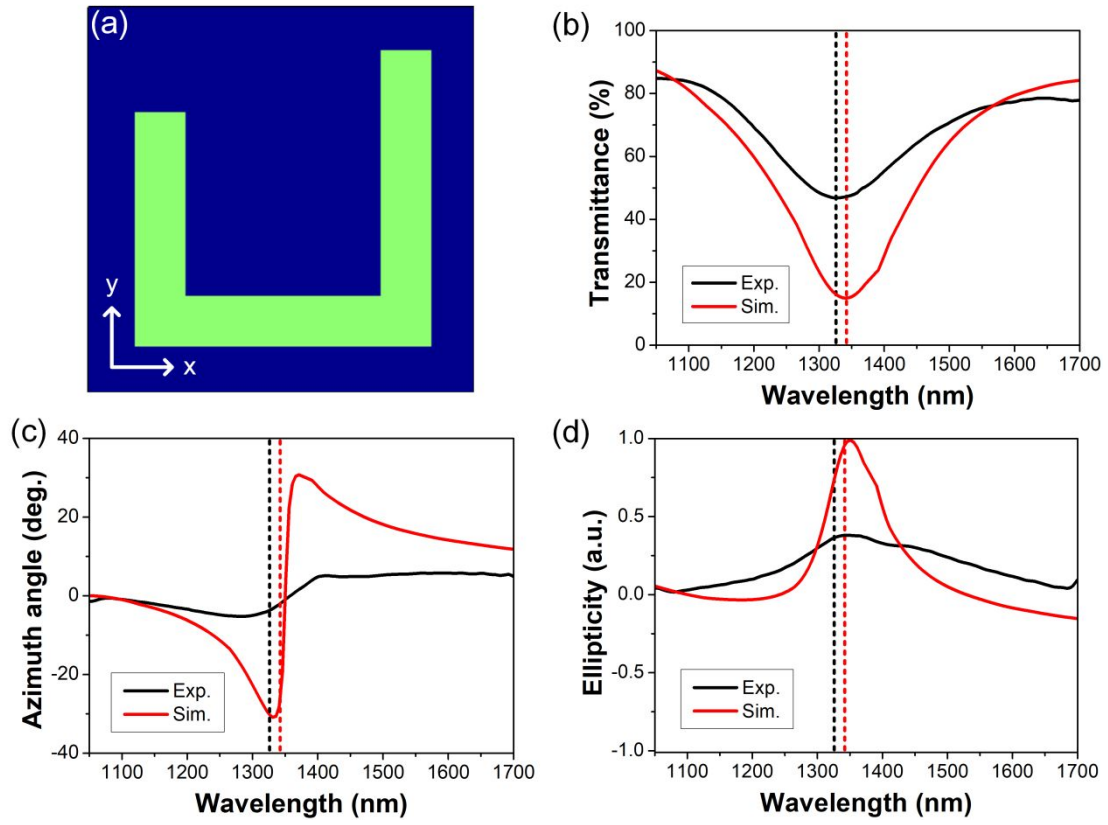 (a)
y
x
(b)
Transmittance (%)
100
80
60
40
20
0
Exp.
Sim.
1100 1200 1300 1400 1500 1600 1700
Wavelength (nm)
(c)
Azimuth angle (deg.)
40
20
0
-20
-40
Exp.
Sim.
1100 1200 1300 1400 1500 1600 1700
Wavelength (nm)
(d)
Ellipticity (a.u.)
1.0
0.5
0.0
-0.5
-1.0
Exp.
Sim.
1100 1200 1300 1400 1500 1600 1700
Wavelength (nm)